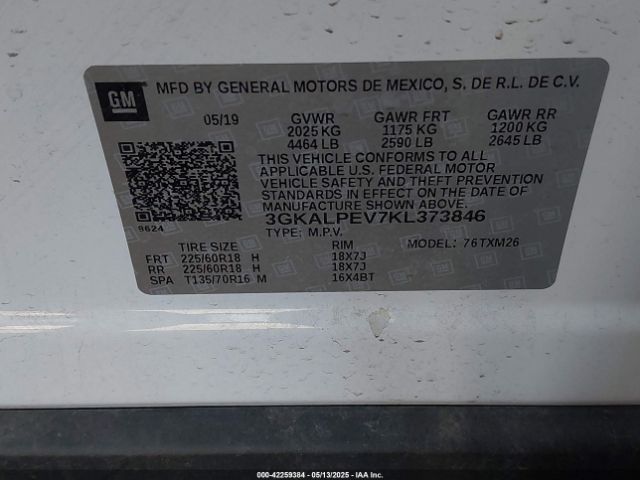 GM
MFD BY GENERAL MOTORS DE MEXICO, S. DE R.L. DE C.V.
05/19 GVWR GAWR FRT GAWR RR
2025 KG 1175 KG 1200 KG
4464 LB 2590 LB 2645 LB
THIS VEHICLE CONFORMS TO ALL
APPLICABLE U.S. FEDERAL MOTOR
VEHICLE SAFETY AND THEFT PREVENTION
STANDARDS IN EFFECT ON THE DATE OF
MANUFACTURE SHOWN ABOVE.
3GKALPEV7KL373846
9624
TYPE: M.P.V.
MODEL: 76TXM26
TIRE SIZE RIM
FRT 225/60R18 H 18X7J
RR 225/60R18 H 18X7J
SPA T135/70R16 M 16X4BT
000-42259384 - 05/13/2025 - IAA Inc.